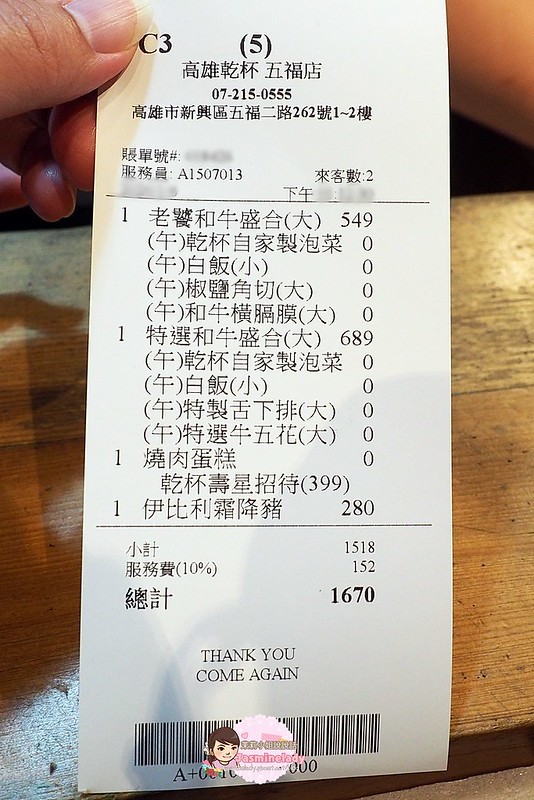 C3 (5)
高雄乾杯 五福店
07-215-0555
高雄市新興區五福二路262號1~2樓
賬單號#:
服務員: A1507013 來客數:2
下午
1 老饕和牛盛合(大) 549
(午)乾杯自家製泡菜 0
(午)白飯(小) 0
(午)椒鹽角切(大) 0
(午)和牛橫膈膜(大) 0
1 特選和牛盛合(大) 689
(午)乾杯自家製泡菜 0
(午)白飯(小) 0
(午)特製舌下排(大) 0
(午)特選牛五花(大) 0
1 燒肉蛋糕 0
乾杯壽星招待(399)
1 伊比利霜降豬 280
小計 1518
服務費(10%) 152
總計 1670
THANK YOU
COME AGAIN
Jasminelady